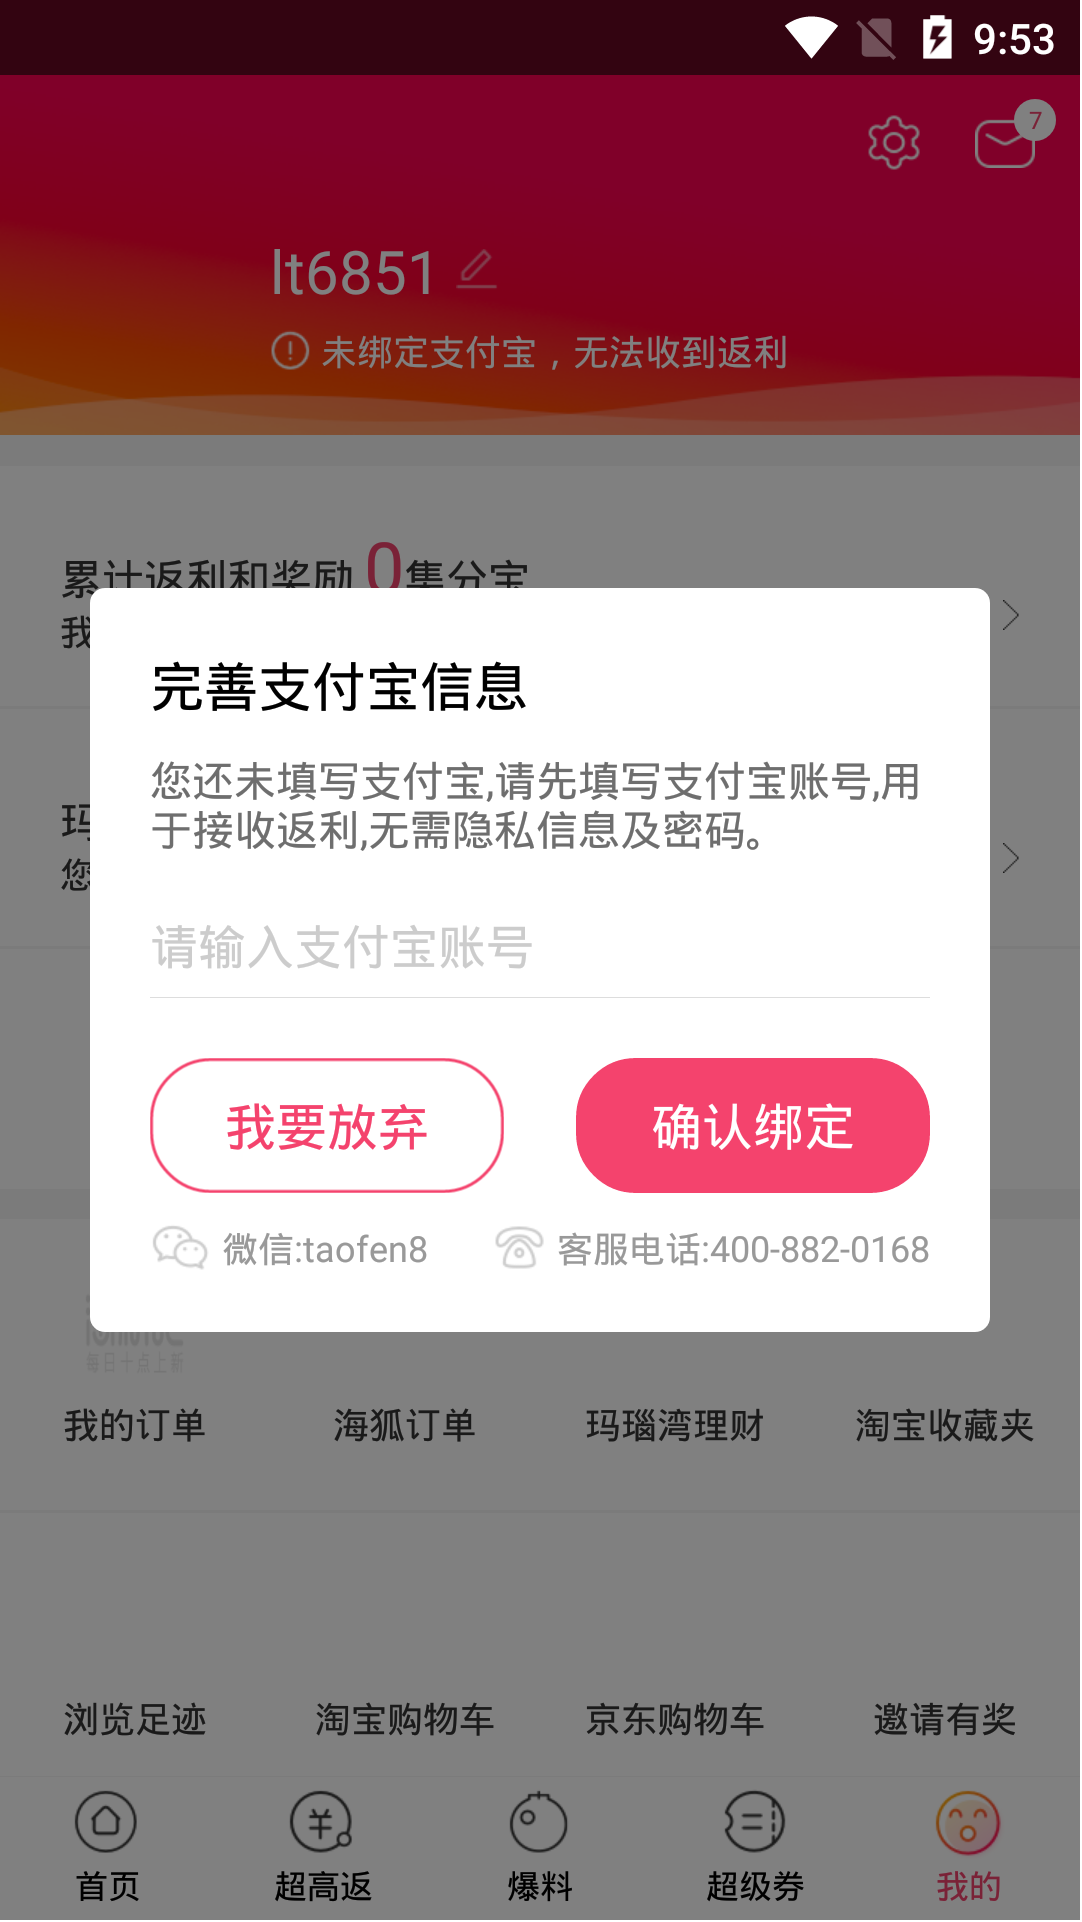 9:53
7
lt6851
未绑定支付宝，无法收到返利
累计返利和奖励0集分宝
我
完善支付宝信息
您还未填写支付宝,请先填写支付宝账号,用
于接收返利,无需隐私信息及密码。
玛
您
请输入支付宝账号
我要放弃
确认绑定
微信:taofen8
客服电话:400-882-0168
每日十点上新
我的订单
海狐订单
玛瑙湾理财
淘宝收藏夹
浏览足迹
淘宝购物车
京东购物车
邀请有奖
首页
超高返
爆料
超级券
我的